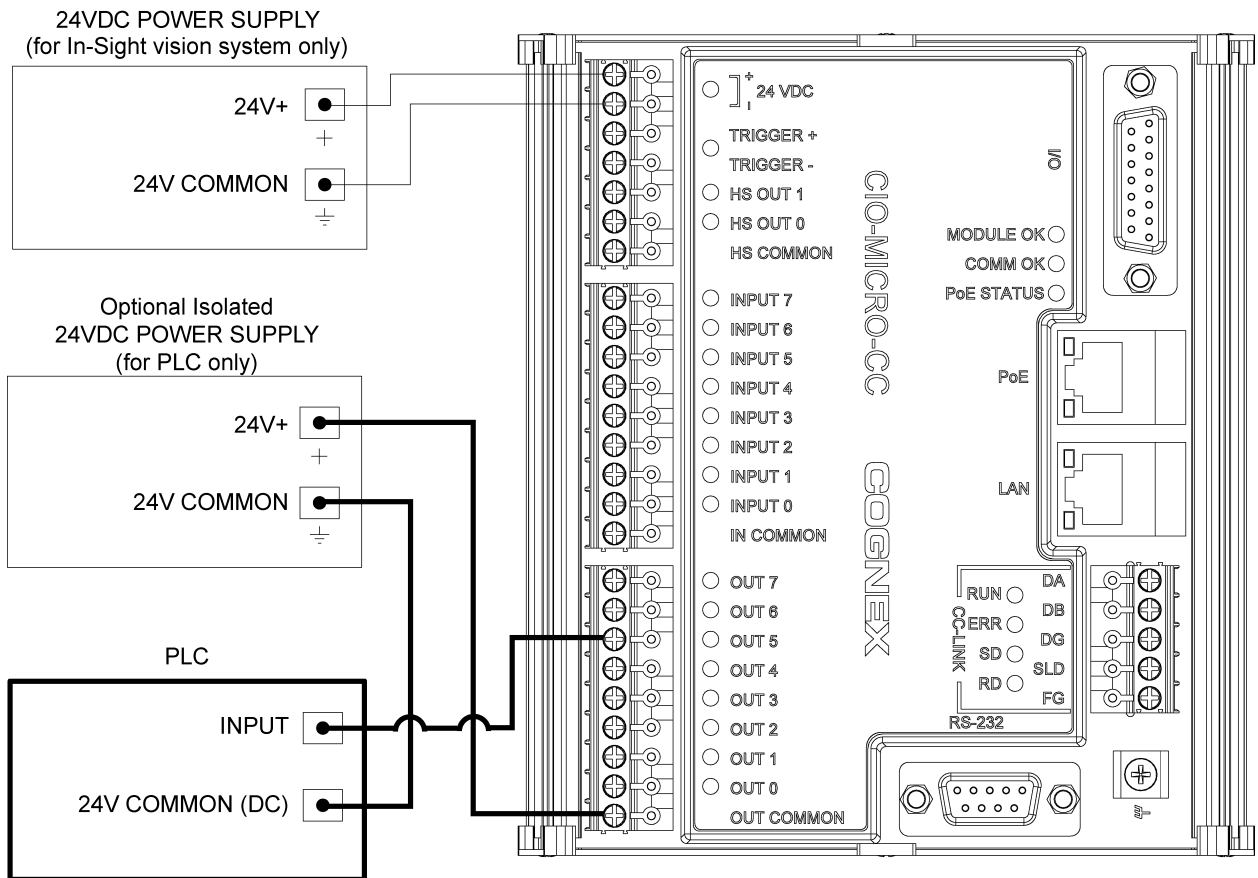 24VDC POWER SUPPLY
(for In-Sight vision system only)
24V+
+
24V COMMON
Optional Isolated
24VDC POWER SUPPLY
(for PLC only)
24V+
+
24V COMMON
PLC
INPUT
24V COMMON (DC)
+
24 VDC
-
TRIGGER +
TRIGGER -
HS OUT 1
HS OUT 0
HS COMMON
INPUT 7
INPUT 6
INPUT 5
INPUT 4
INPUT 3
INPUT 2
INPUT 1
INPUT 0
IN COMMON
OUT 7
OUT 6
OUT 5
OUT 4
OUT 3
OUT 2
OUT 1
OUT 0
OUT COMMON
CIO-MICRO-CC
COGNEX
I/O
MODULE OK
COMM OK
PoE STATUS
PoE
LAN
CC-LINK
RUN
ERR
SD
RD
DA
DB
DG
SLD
FG
RS-232